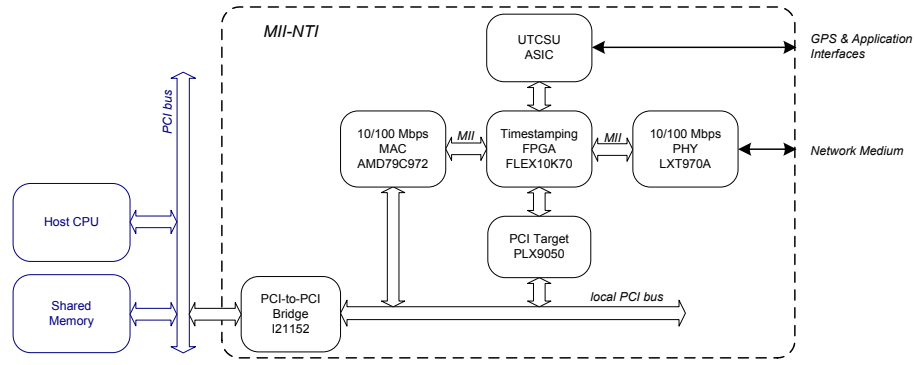 MII-NTI
UTCSU
ASIC
GPS & Application
Interfaces
PCI bus
10/100 Mbps
MAC
AMD79C972
MII
Timestamping
FPGA
FLEX10K70
MII
10/100 Mbps
PHY
LXT970A
Network Medium
Host CPU
PCI Target
PLX9050
Shared
Memory
PCI-to-PCI
Bridge
I21152
local PCI bus